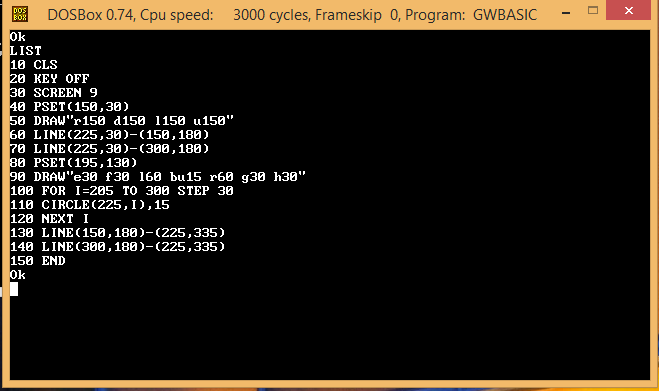 DOS BOX DOSBox 0.74, Cpu speed: 3000 cycles, Frameskip 0, Program: GWBASIC
Ok
LIST
10 CLS
20 KEY OFF
30 SCREEN 9
40 PSET(150,30)
50 DRAW"r150 d150 l150 u150"
60 LINE(225,30)-(150,180)
70 LINE(225,30)-(300,180)
80 PSET(195,130)
90 DRAW"e30 f30 l60 bu15 r60 g30 h30"
100 FOR I=205 TO 300 STEP 30
110 CIRCLE(225,I),15
120 NEXT I
130 LINE(150,180)-(225,335)
140 LINE(300,180)-(225,335)
150 END
Ok